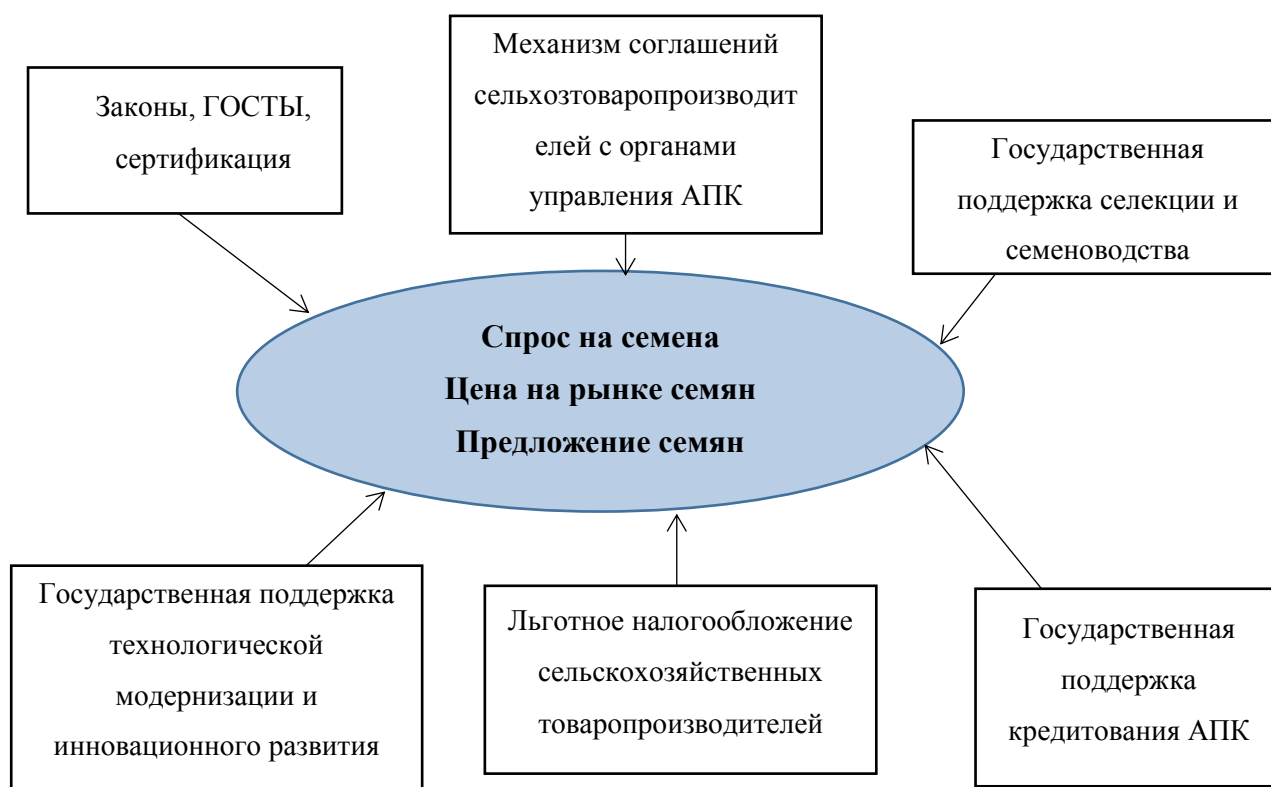 Механизм соглашений
сельхозтоваропроизводит
елей с органами
управления АПК
Законы, ГОСТЫ,
сертификация
Государственная
поддержка селекции и
семеноводства
Спрос на семена
Цена на рынке семян
Предложение семян
Государственная поддержка
технологической
модернизации и
инновационного развития
Льготное налогообложение
сельскохозяйственных
товаропроизводителей
Государственная
поддержка
кредитования АПК